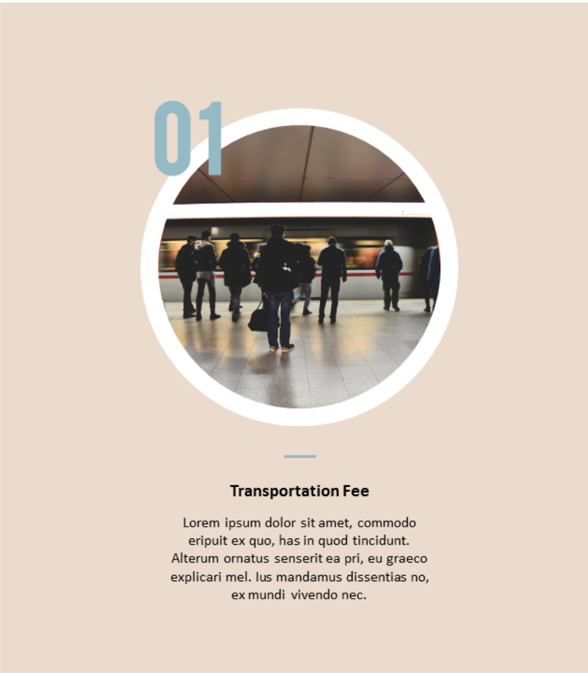 01
Transportation Fee
Lorem ipsum dolor sit amet, commodo
eripuit ex quo, has in quod tincidunt.
Alterum ornatus senserit ea pri, eu graeco
explicari mel. Ius mandamus dissentias no,
ex mundi vivendo nec.